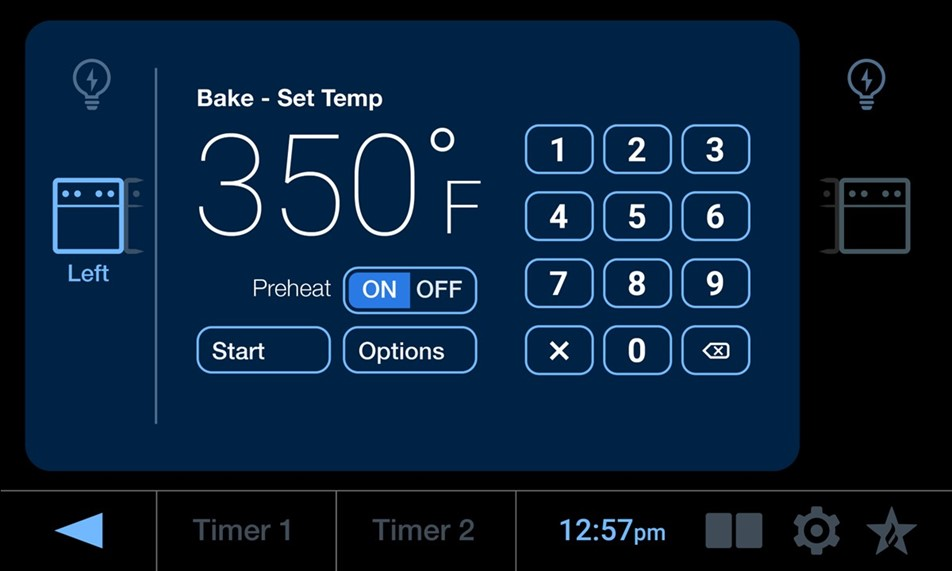 Bake - Set Temp
350°F
Preheat ON OFF
Start Options
Left
1 2 3
4 5 6
7 8 9
0
Timer 1 Timer 2 12:57pm